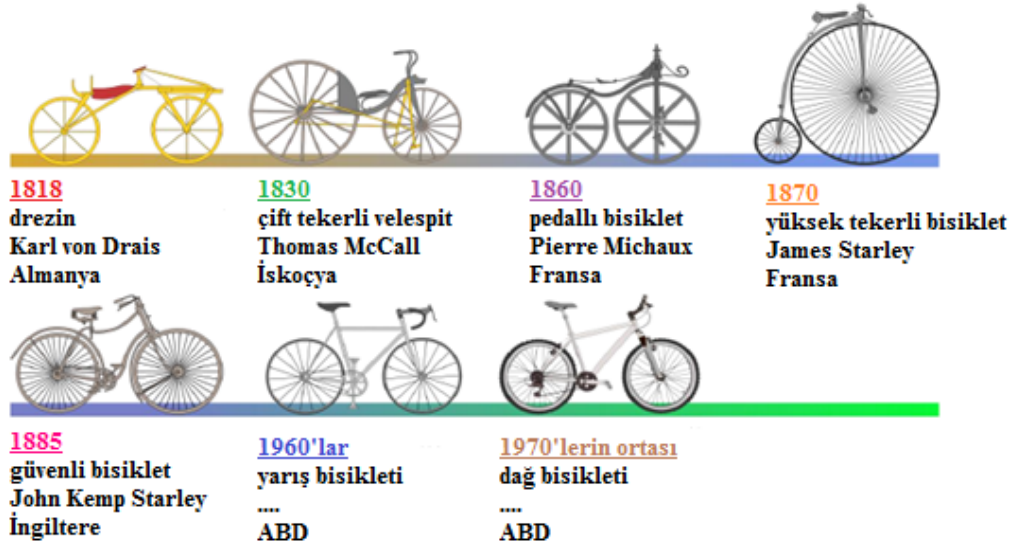 1818
drezin
Karl von Drais
Almanya
1830
çift tekerli velespit
Thomas McCall
İskoçya
1860
pedallı bisiklet
Pierre Michaux
Fransa
1870
yüksek tekerli bisiklet
James Starley
Fransa
1885
güvenli bisiklet
John Kemp Starley
İngiltere
1960'lar
yarış bisikleti
....
ABD
1970'lerin ortası
dağ bisikleti
....
ABD